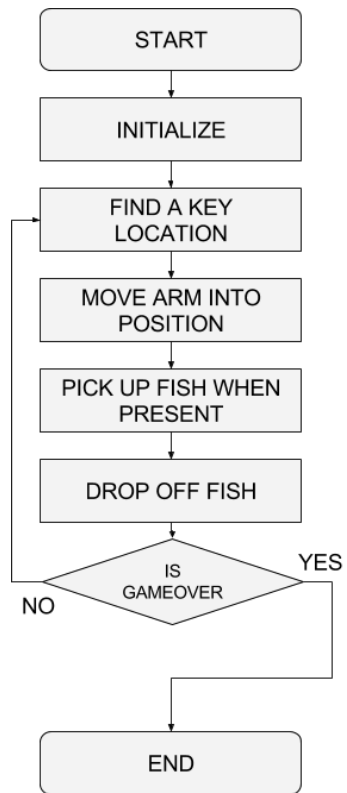 START
INITIALIZE
FIND A KEY
LOCATION
MOVE ARM INTO
POSITION
PICK UP FISH WHEN
PRESENT
DROP OFF FISH
IS
GAMEOVER
YES
NO
END